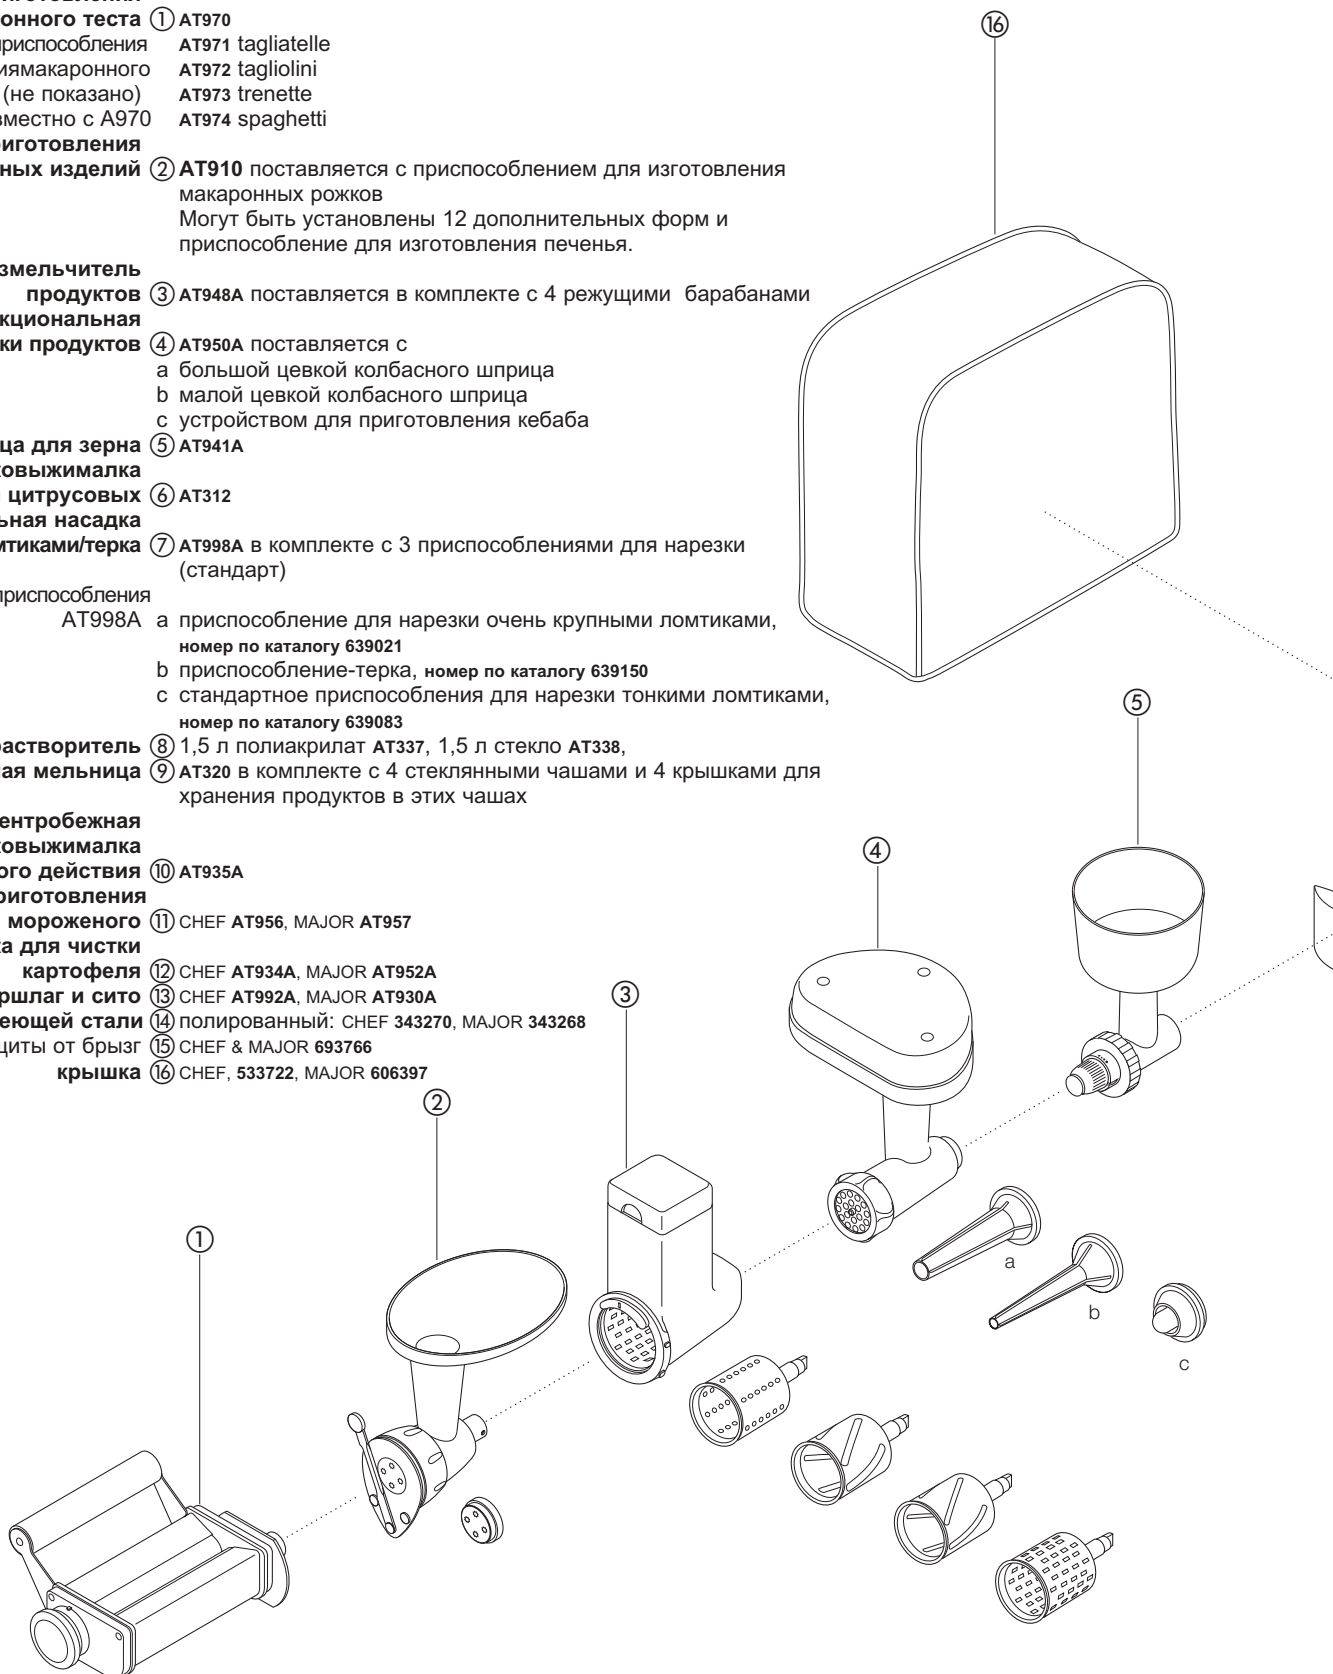 онного теста ① AT970
приспособления AT971 tagliatelle
иямакаронного AT972 tagliolini
(не показано) AT973 trenette
вместно с A970 AT974 spaghetti
риготовления
ных изделий ② AT910 поставляется с приспособлением для изготовления
макаронных рожков
Могут быть установлены 12 дополнительных форм и
приспособление для изготовления печенья.
змельчитель
продуктов ③ AT948A поставляется в комплекте с 4 режущими барабанами
кциональная
ки продуктов ④ AT950A поставляется с
a большой цевкой колбасного шприца
b малой цевкой колбасного шприца
c устройством для приготовления кебаба
ца для зерна ⑤ AT941A
ковыжималка
цитрусовых ⑥ AT312
ьная насадка
мтиками/терка ⑦ AT998A в комплекте с 3 приспособлениями для нарезки
(стандарт)
приспособления
AT998A a приспособление для нарезки очень крупными ломтиками,
номер по каталогу 639021
b приспособление-терка, номер по каталогу 639150
c стандартное приспособления для нарезки тонкими ломтиками,
номер по каталогу 639083
растворитель ⑧ 1,5 л полиакрилат AT337, 1,5 л стекло AT338,
ная мельница ⑨ AT320 в комплекте с 4 стеклянными чашами и 4 крышками для
хранения продуктов в этих чашах
ентробежная
ковыжималка
ого действия ⑩ AT935A
риготовления
мороженого ⑪ CHEF AT956, MAJOR AT957
ка для чистки
картофеля ⑫ CHEF AT934A, MAJOR AT952A
ршлаг и сито ⑬ CHEF AT992A, MAJOR AT930A
еющей стали ⑭ полированный: CHEF 343270, MAJOR 343268
циты от брызг ⑮ CHEF & MAJOR 693766
крышка ⑯ CHEF, 533722, MAJOR 606397
⑯
⑤
④
③
②
①
a
b
c